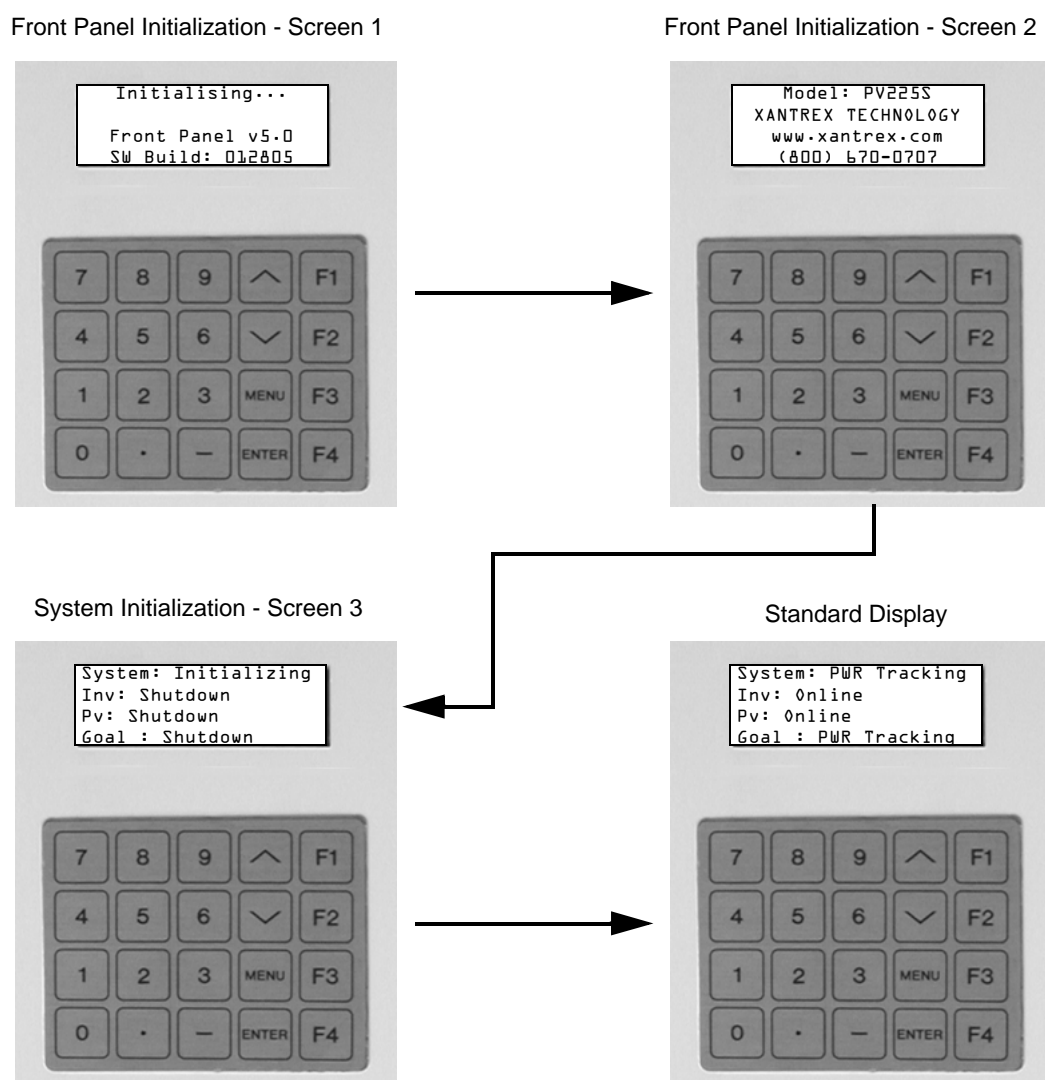 Front Panel Initialization - Screen 1
Initialising...
Front Panel v5.0
SW Build: 012805
7 8 9 F1
4 5 6 F2
1 2 3 MENU F3
0 . – ENTER F4
Front Panel Initialization - Screen 2
Model: PV225S
XANTREX TECHNOLOGY
www.xantrex.com
(800) 670-0707
7 8 9 F1
4 5 6 F2
1 2 3 MENU F3
0 . – ENTER F4
System Initialization - Screen 3
System: Initializing
Inv: Shutdown
Pv: Shutdown
Goal : Shutdown
7 8 9 F1
4 5 6 F2
1 2 3 MENU F3
0 . – ENTER F4
Standard Display
System: PWR Tracking
Inv: Online
Pv: Online
Goal : PWR Tracking
7 8 9 F1
4 5 6 F2
1 2 3 MENU F3
0 . – ENTER F4